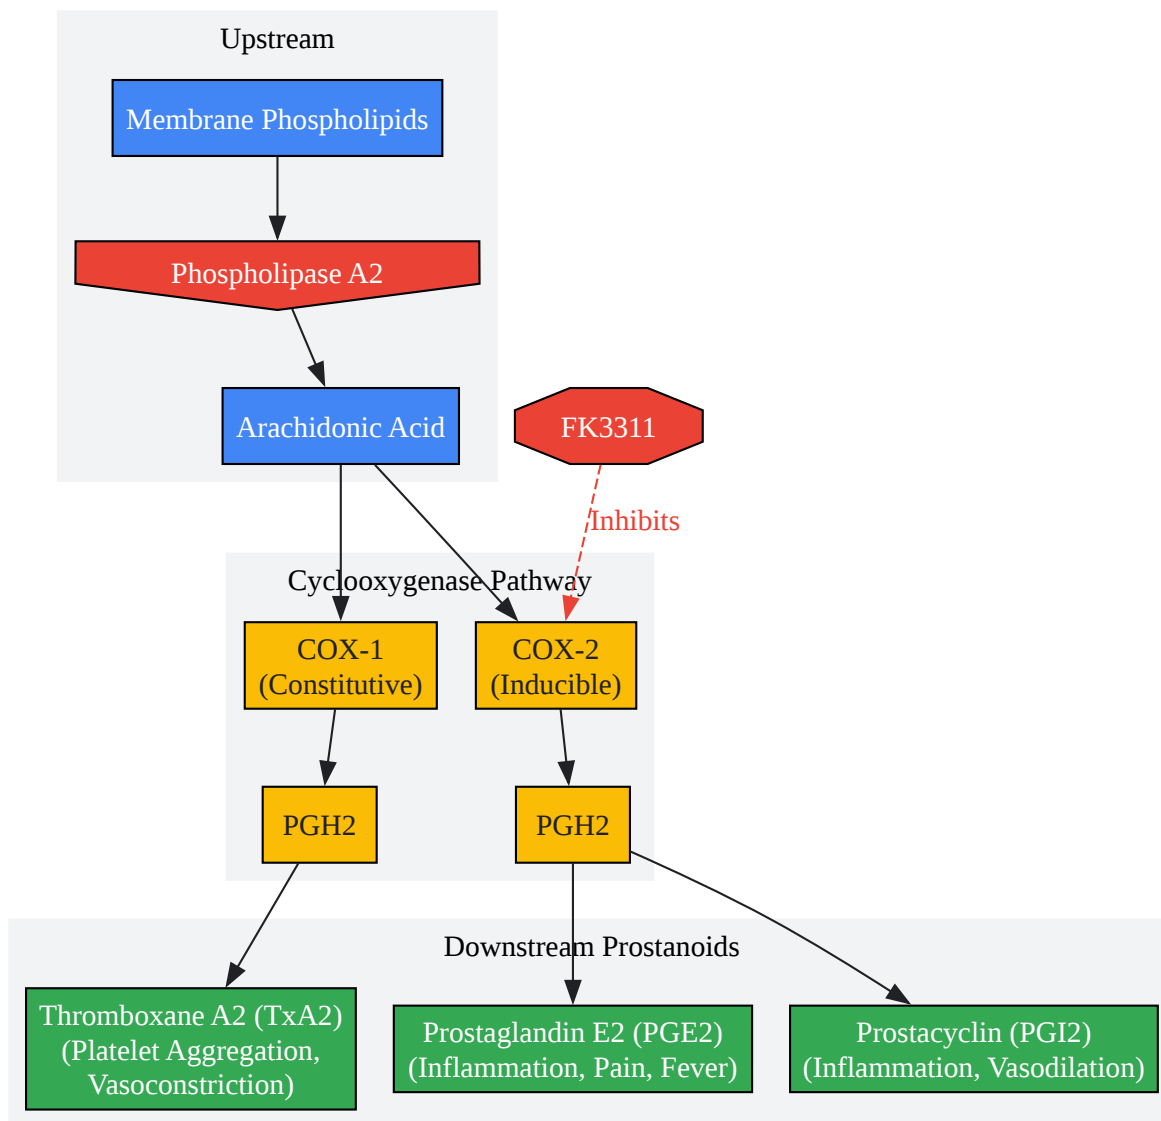 Upstream
Membrane Phospholipids
Phospholipase A2
Arachidonic Acid
FK3311
Inhibits
Cyclooxygenase Pathway
COX-1
(Constitutive)
COX-2
(Inducible)
PGH2
PGH2
Downstream Prostanoids
Thromboxane A2 (TxA2)
(Platelet Aggregation,
Vasoconstriction)
Prostaglandin E2 (PGE2)
(Inflammation, Pain, Fever)
Prostacyclin (PGI2)
(Inflammation, Vasodilation)